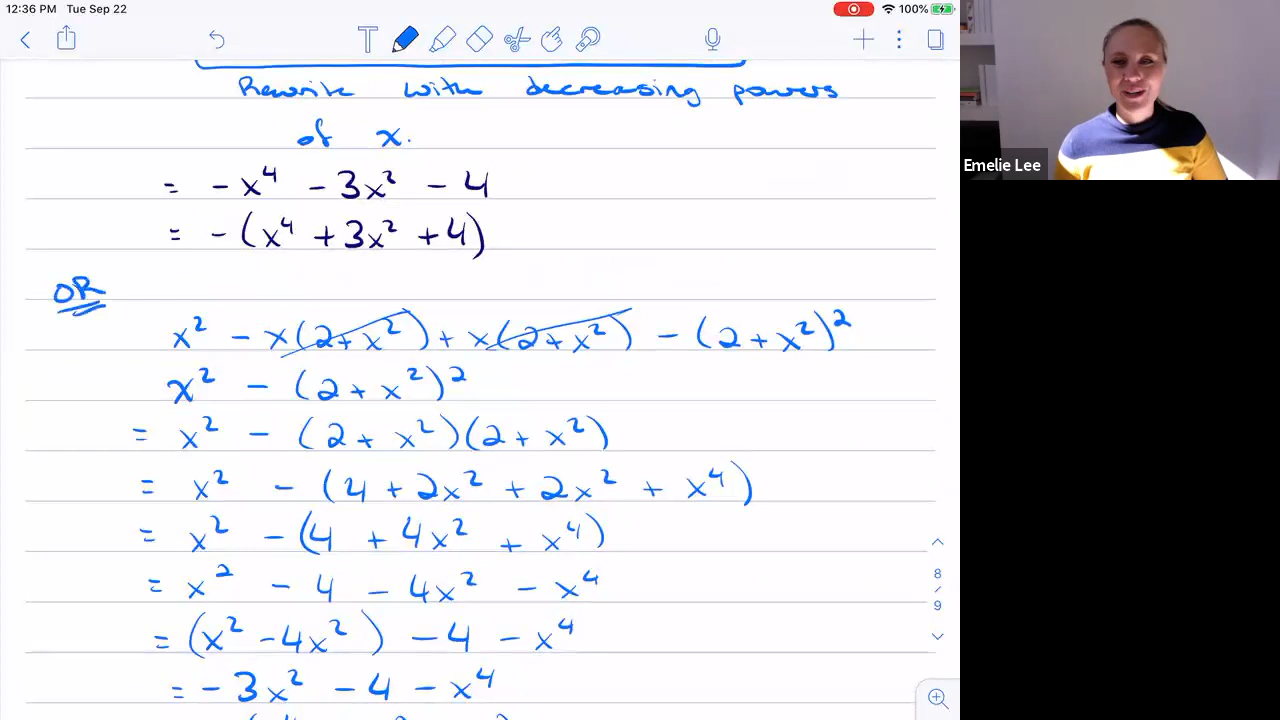 12:36 PM Tue Sep 22 100%
T
Rewrite with decreasing powers
of x.
= -x⁴ - 3x² - 4
= -(x⁴ + 3x² + 4)
OR
x² - x(2 + x²) + x(2 + x²) - (2 + x²)²
x² - (2 + x²)²
= x² - (2 + x²)(2 + x²)
= x² - (4 + 2x² + 2x² + x⁴)
= x² - (4 + 4x² + x⁴)
= x² - 4 - 4x² - x⁴
= (x² - 4x²) - 4 - x⁴
= -3x² - 4 - x⁴
8
/
9
Emelie Lee